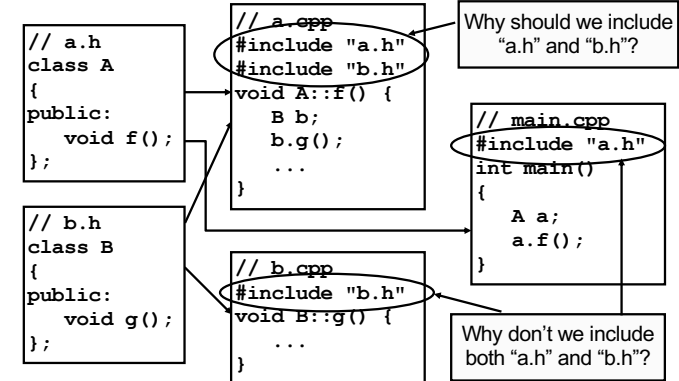 // a.h
class A
{
public:
   void f();
};
// b.h
class B
{
public:
   void g();
};
// a.cpp
#include "a.h"
#include "b.h"
void A::f() {
   B b;
   b.g();
   ...
}
// b.cpp
#include "b.h"
void B::g() {
   ...
}
Why should we include
“a.h” and “b.h”?
// main.cpp
#include "a.h"
int main()
{
   A a;
   a.f();
}
Why don’t we include
both “a.h” and “b.h”?